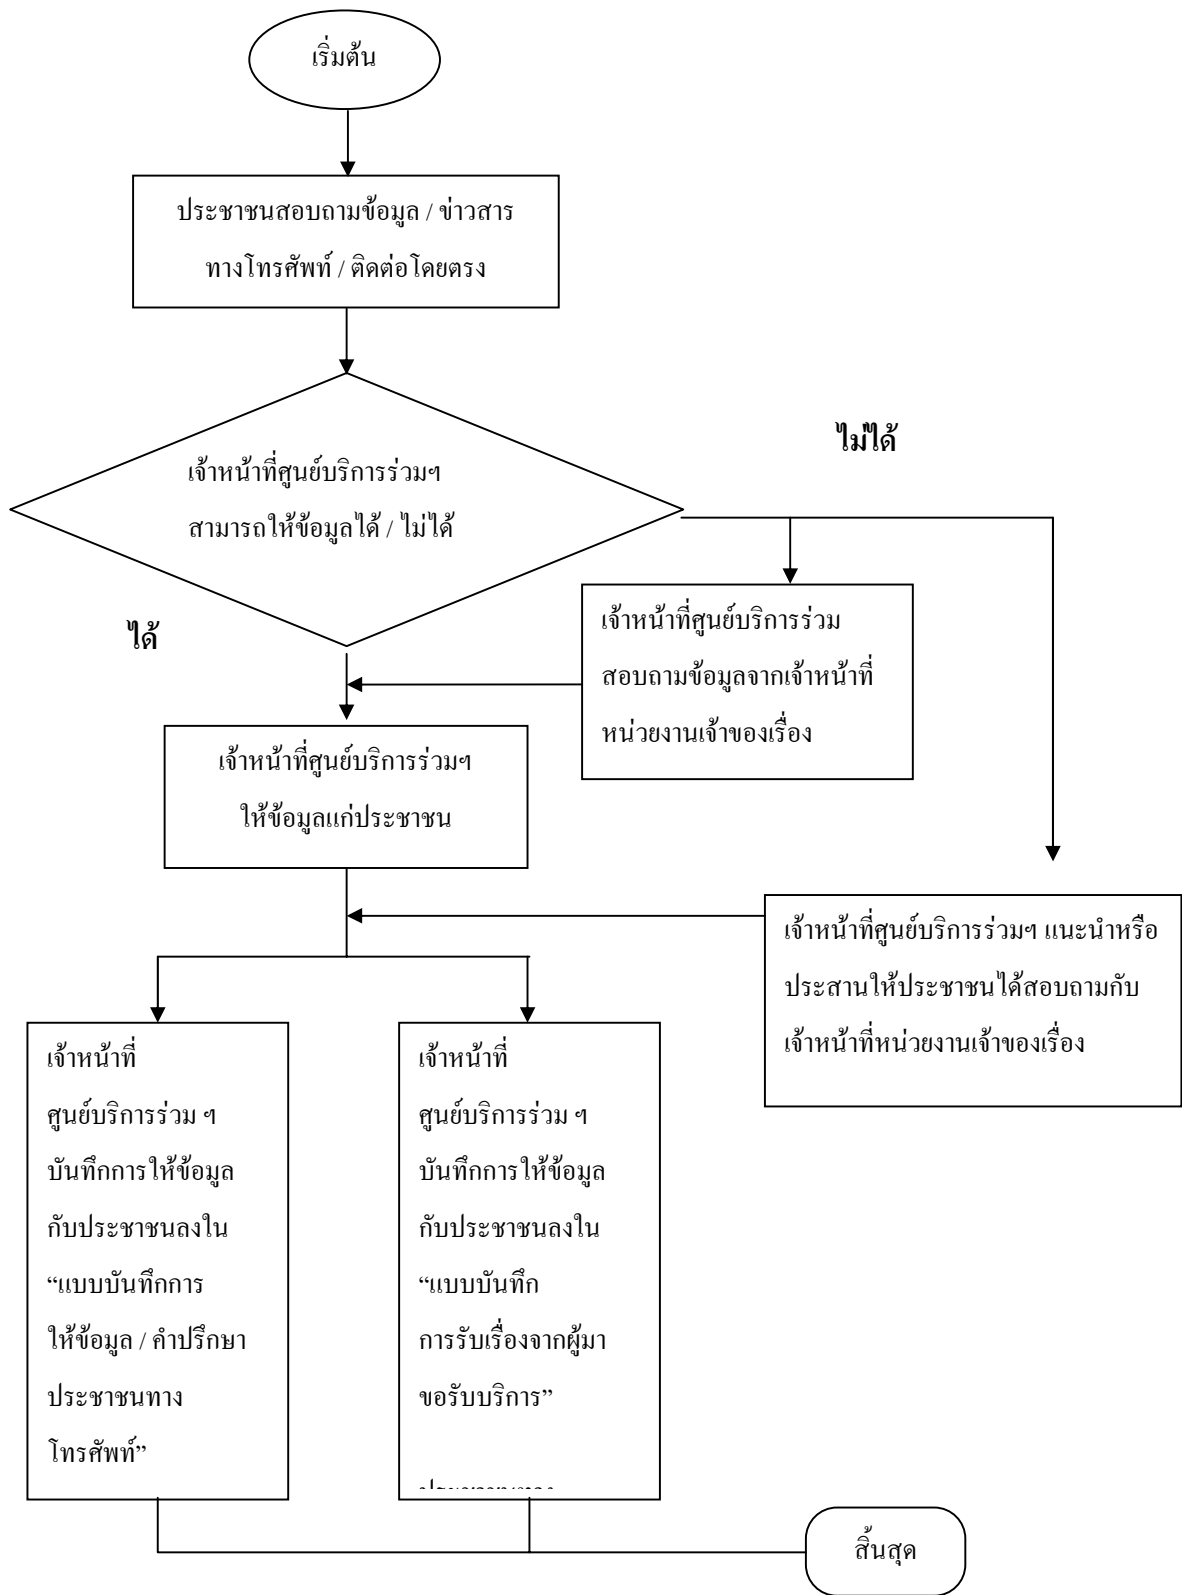 เริ่มต้น
ประชาชนสอบถามข้อมูล / ข่าวสาร
ทางโทรศัพท์ / ติดต่อโดยตรง
ไม่ได้
เจ้าหน้าที่ศูนย์บริการร่วมฯ
สามารถให้ข้อมูลได้ / ไม่ได้
ได้
เจ้าหน้าที่ศูนย์บริการร่วม
สอบถามข้อมูลจากเจ้าหน้าที่
หน่วยงานเจ้าของเรื่อง
เจ้าหน้าที่ศูนย์บริการร่วมฯ
ให้ข้อมูลแก่ประชาชน
เจ้าหน้าที่ศูนย์บริการร่วมฯ แนะนำหรือ
ประสานให้ประชาชนได้สอบถามกับ
เจ้าหน้าที่หน่วยงานเจ้าของเรื่อง
เจ้าหน้าที่
ศูนย์บริการร่วม ฯ
บันทึกการให้ข้อมูล
กับประชาชนลงใน
“แบบบันทึกการ
ให้ข้อมูล / คำปรึกษา
ประชาชนทาง
โทรศัพท์”
เจ้าหน้าที่
ศูนย์บริการร่วม ฯ
บันทึกการให้ข้อมูล
กับประชาชนลงใน
“แบบบันทึก
การรับเรื่องจากผู้มา
ขอรับบริการ”
สิ้นสุด